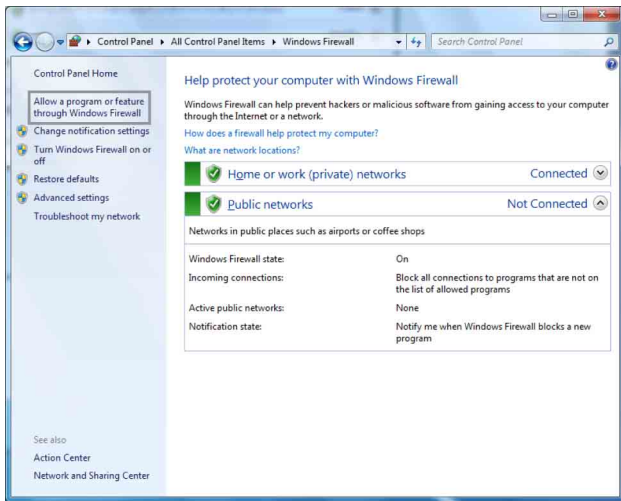 Control Panel ▸ All Control Panel Items ▸ Windows Firewall
Search Control Panel
Control Panel Home
Allow a program or feature
through Windows Firewall
Change notification settings
Turn Windows Firewall on or
off
Restore defaults
Advanced settings
Troubleshoot my network
See also
Action Center
Network and Sharing Center
Help protect your computer with Windows Firewall
Windows Firewall can help prevent hackers or malicious software from gaining access to your computer
through the Internet or a network.
How does a firewall help protect my computer?
What are network locations?
Home or work (private) networks Connected
Public networks Not Connected
Networks in public places such as airports or coffee shops
Windows Firewall state: On
Incoming connections: Block all connections to programs that are not on
the list of allowed programs
Active public networks: None
Notification state: Notify me when Windows Firewall blocks a new
program